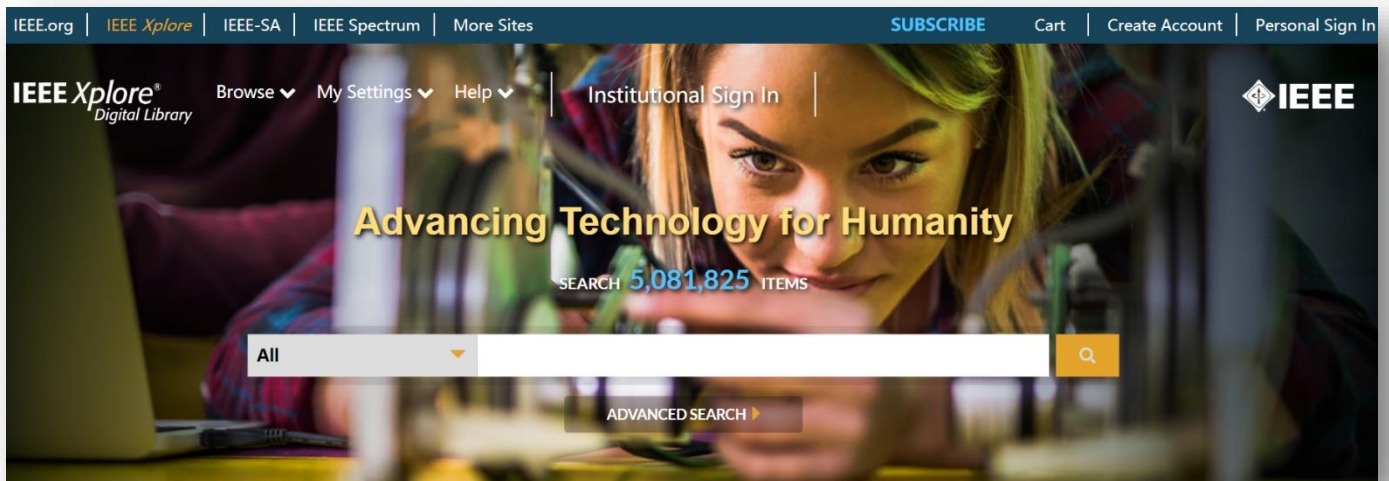 IEEE.org | IEEE Xplore | IEEE-SA | IEEE Spectrum | More Sites SUBSCRIBE Cart | Create Account | Personal Sign In
IEEE Xplore® Browse My Settings Help | Institutional Sign In | IEEE
Digital Library
Advancing Technology for Humanity
SEARCH 5,081,825 ITEMS
All
ADVANCED SEARCH